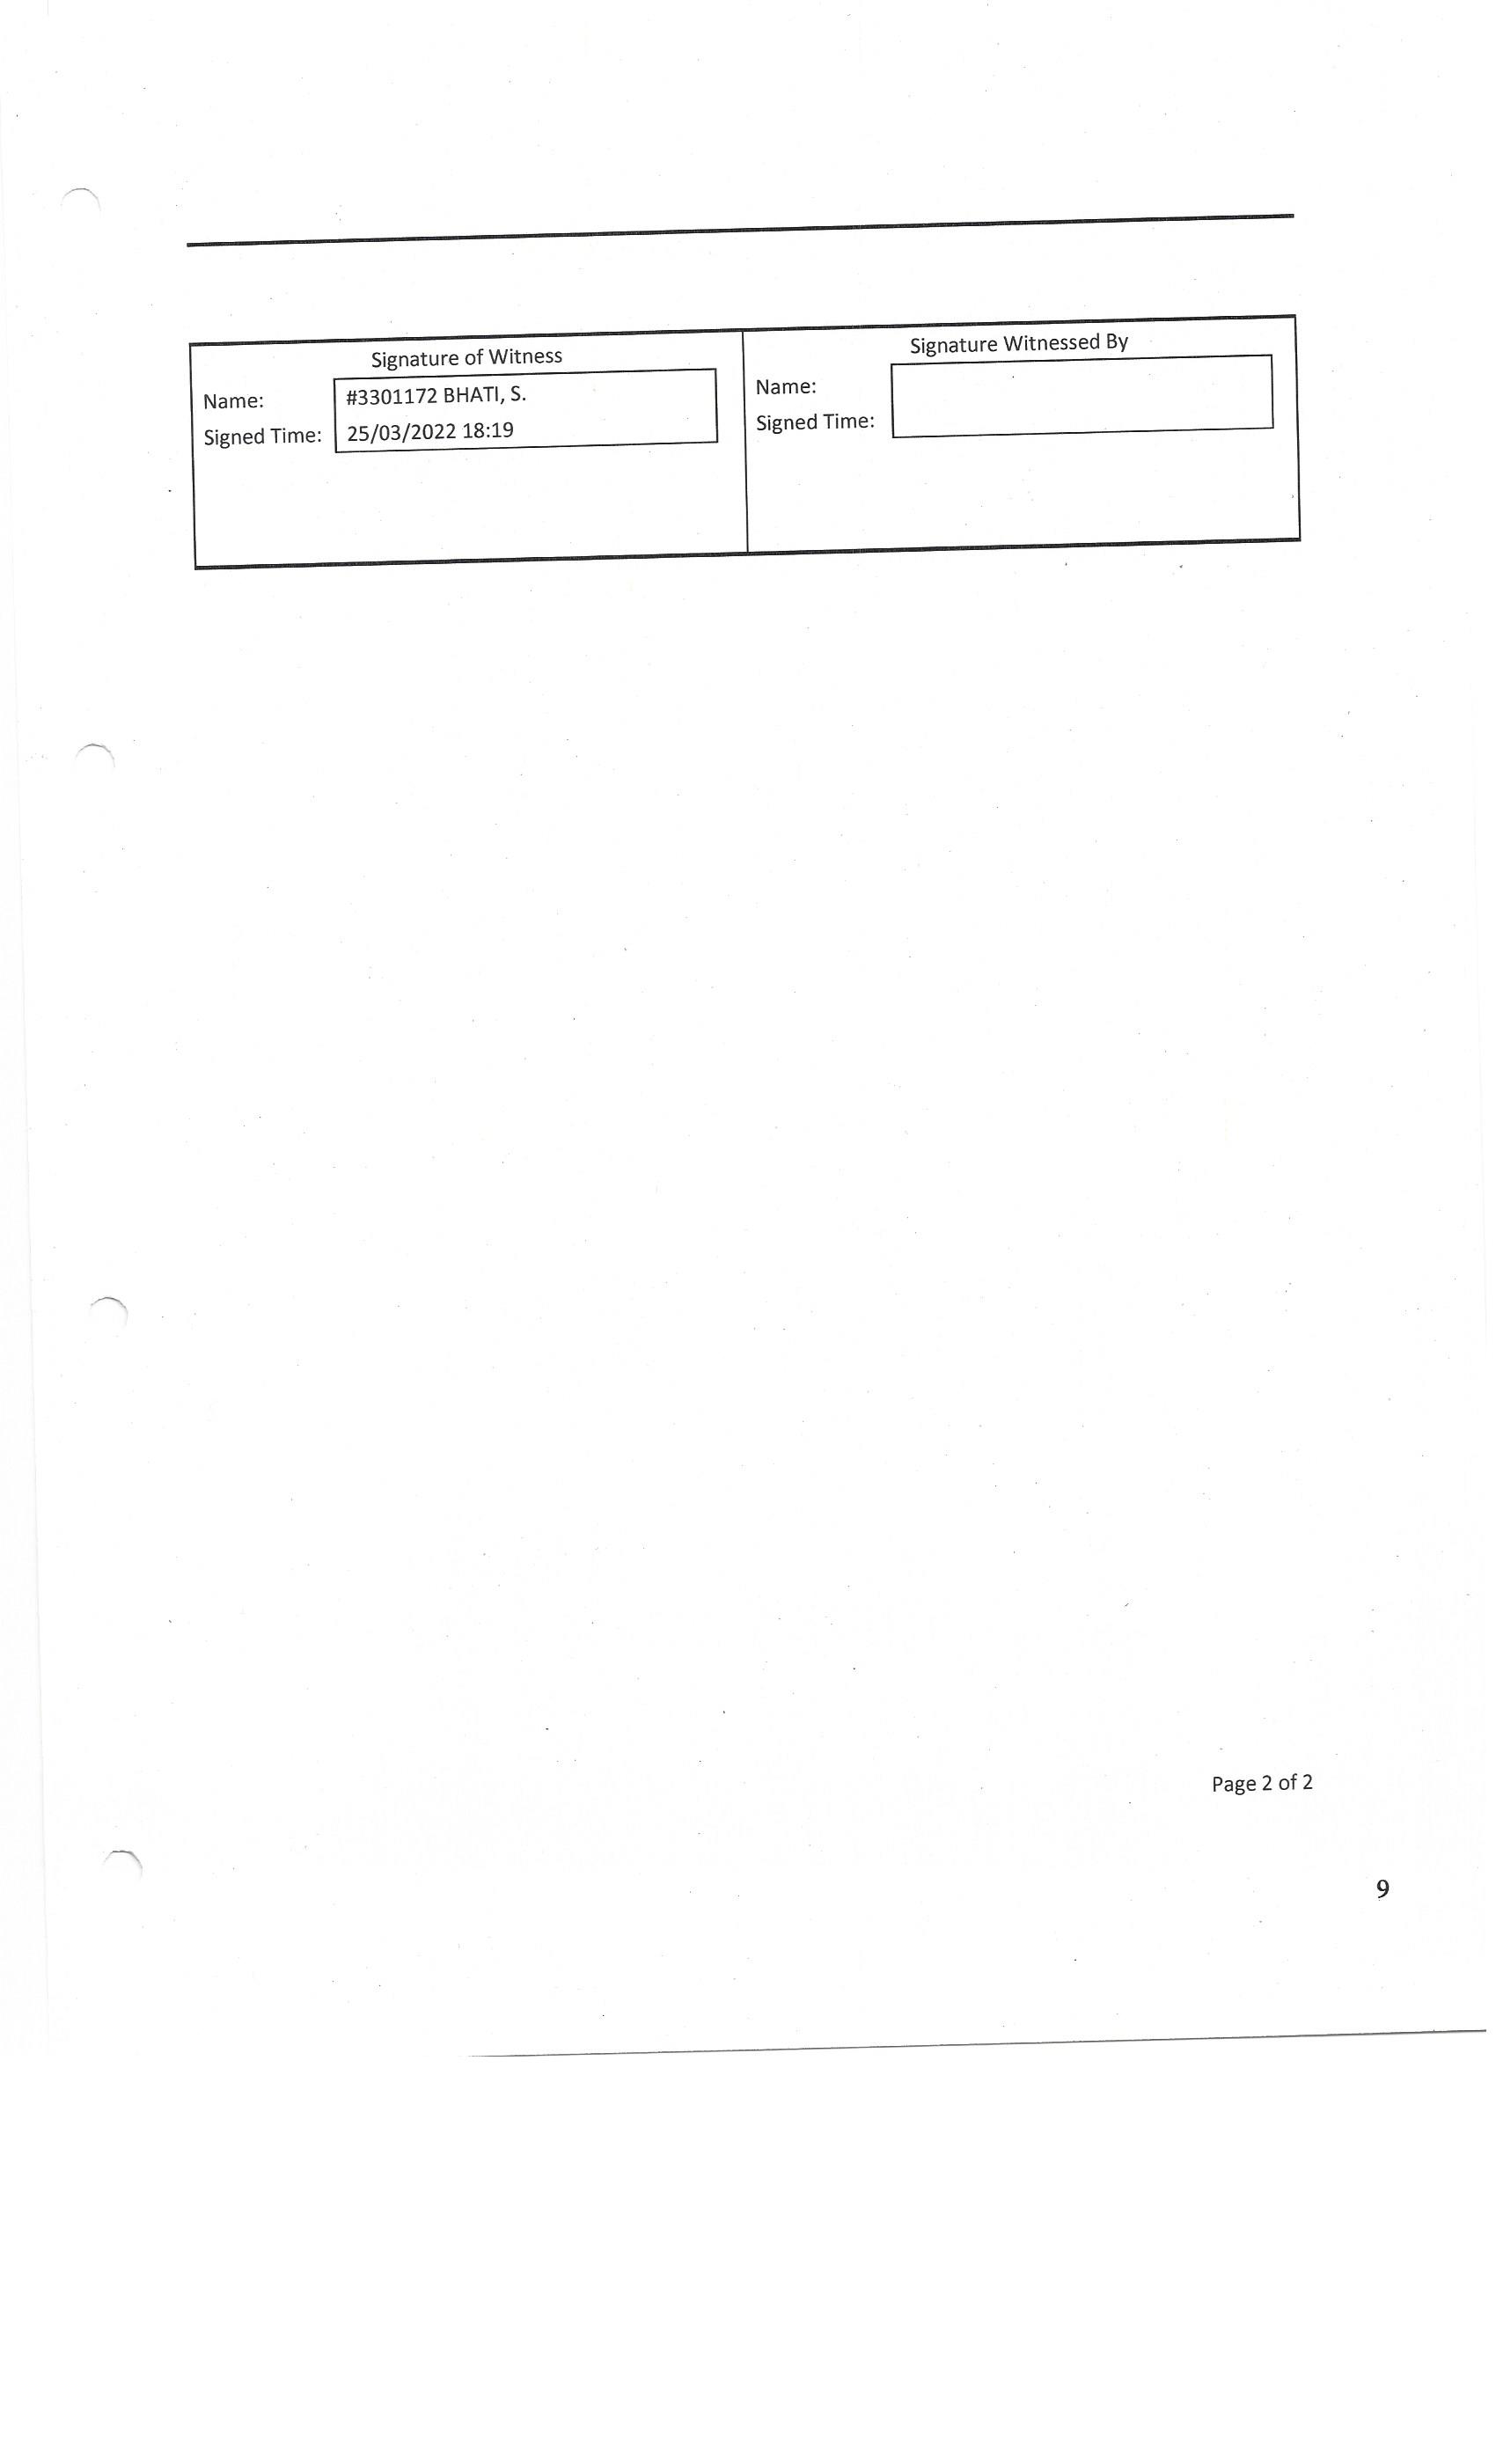 Signature of Witness
Name: #3301172 BHATI, S.
Signed Time: 25/03/2022 18:19
Signature Witnessed By
Name:
Signed Time:
Page 2 of 2
9